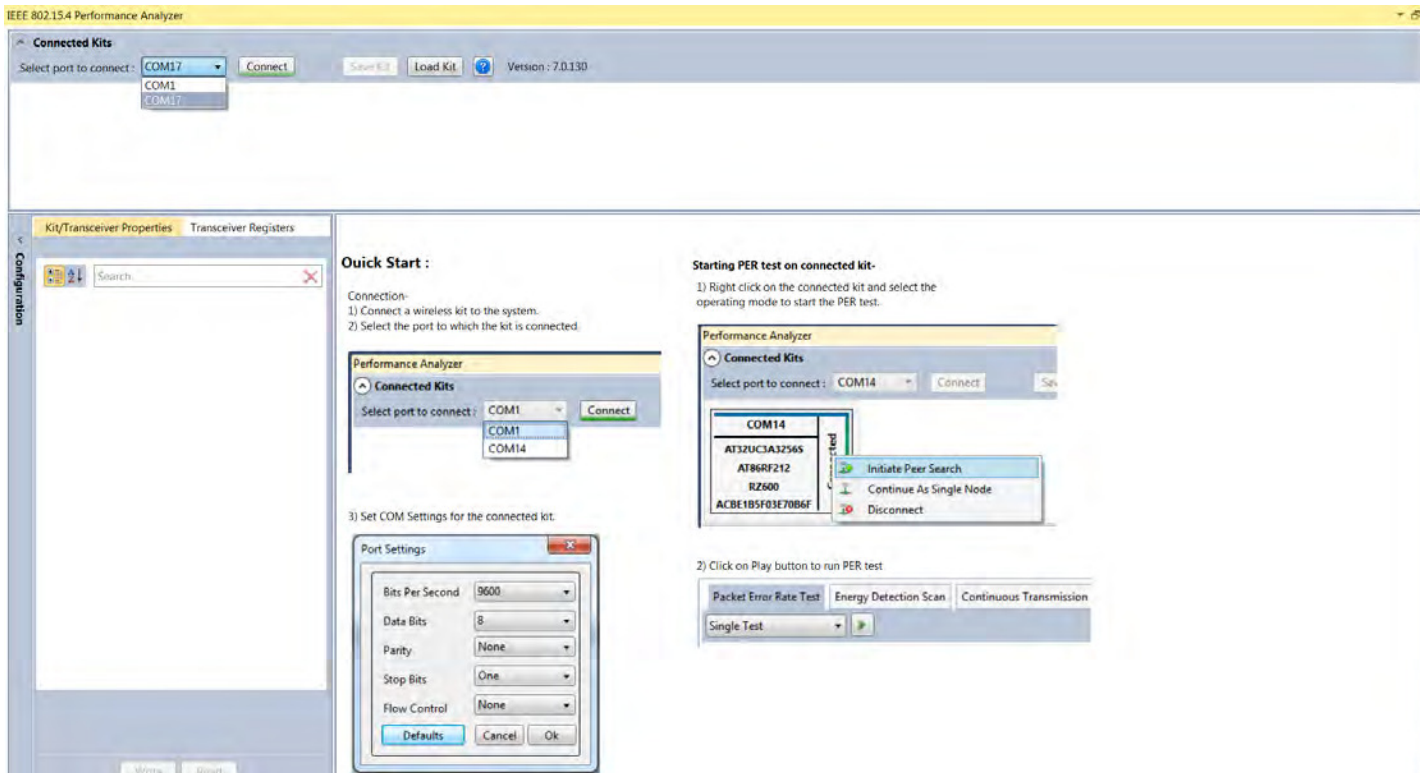 IEEE 802.15.4 Performance Analyzer
Connected Kits
Select port to connect : COM17 Connect Save Kit Load Kit ? Version : 7.0.130
COM1
COM17
Configuration
Kit/Transceiver Properties Transceiver Registers
Search
Quick Start :
Connection-
1) Connect a wireless kit to the system.
2) Select the port to which the kit is connected
Performance Analyzer
Connected Kits
Select port to connect : COM1 Connect
COM1
COM14
3) Set COM Settings for the connected kit.
Port Settings
Bits Per Second 9600
Data Bits 8
Parity None
Stop Bits One
Flow Control None
Defaults Cancel Ok
Starting PER test on connected kit-
1) Right click on the connected kit and select the
operating mode to start the PER test.
Performance Analyzer
Connected Kits
Select port to connect : COM14 Connect Sav
COM14
AT32UC3A3256S
AT86RF212
RZ600
ACBE1B5F03E70B6F
Connected
Initiate Peer Search
Continue As Single Node
Disconnect
2) Click on Play button to run PER test
Packet Error Rate Test Energy Detection Scan Continuous Transmission
Single Test
Write Read